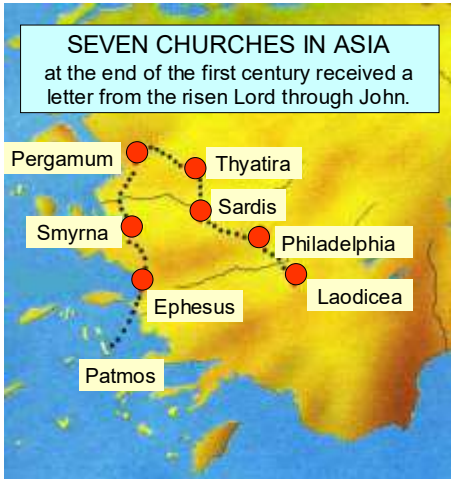 SEVEN CHURCHES IN ASIA
at the end of the first century received a
letter from the risen Lord through John.
Pergamum
Thyatira
Sardis
Smyrna
Philadelphia
Ephesus
Laodicea
Patmos